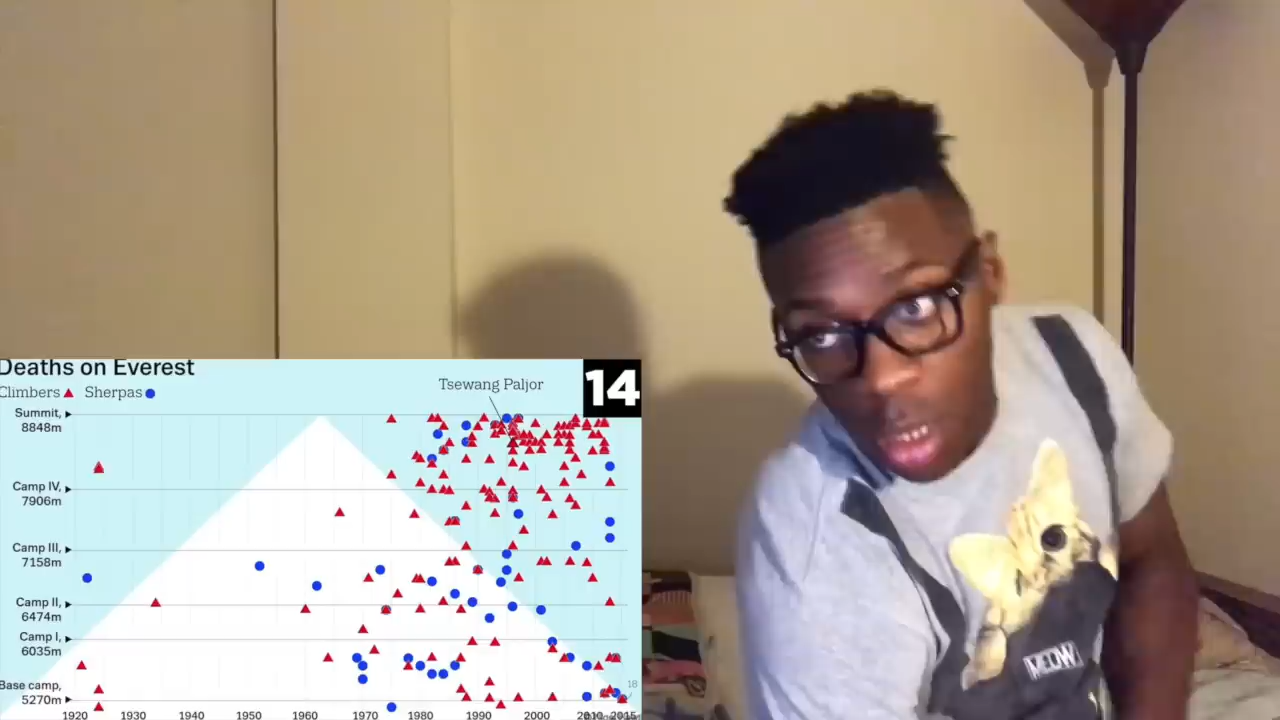 Deaths on Everest
14
Climbers Sherpas
Tsewang Paljor
Summit,
8848m
Camp IV,
7906m
Camp III,
7158m
Camp II,
6474m
Camp I,
6035m
Base camp,
5270m
18
1920 1930 1940 1950 1960 1970 1980 1990 2000 2010 2015
MEOW